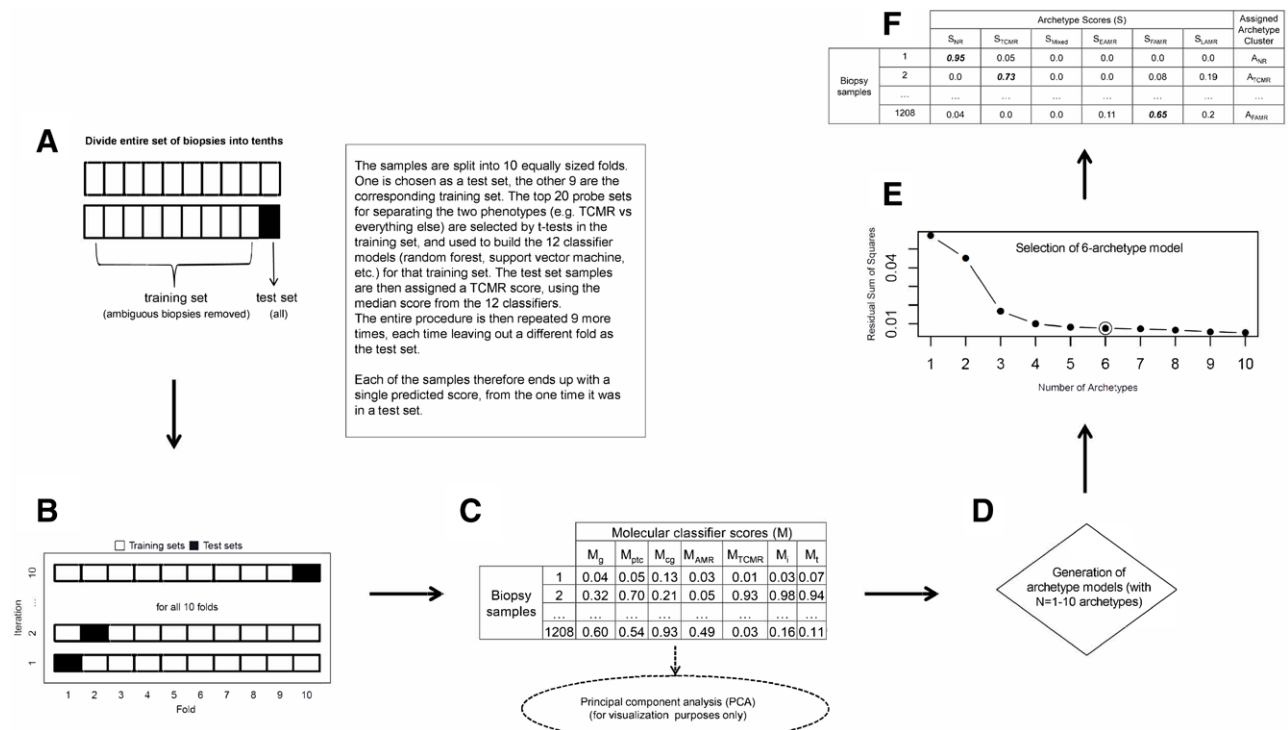 A
Divide entire set of biopsies into tenths
training set
(ambiguous biopsies removed)
test set
(all)
The samples are split into 10 equally sized folds.
One is chosen as a test set, the other 9 are the
corresponding training set. The top 20 probe sets
for separating the two phenotypes (e.g. TCMR vs
everything else) are selected by t-tests in the
training set, and used to build the 12 classifier
models (random forest, support vector machine,
etc.) for that training set. The test set samples
are then assigned a TCMR score, using the
median score from the 12 classifiers.
The entire procedure is then repeated 9 more
times, each time leaving out a different fold as
the test set.
Each of the samples therefore ends up with a
single predicted score, from the one time it was
in a test set.
B
Training sets Test sets
Iteration
10
...
2
1
for all 10 folds
1 2 3 4 5 6 7 8 9 10
Fold
C
Molecular classifier scores (M)
Mg Mptc Mcg MAMR MTCMR Mi Mt
Biopsy
samples
1 0.04 0.05 0.13 0.03 0.01 0.03 0.07
2 0.32 0.70 0.21 0.05 0.93 0.98 0.94
... ... ... ... ... ... ... ...
1208 0.60 0.54 0.93 0.49 0.03 0.16 0.11
Principal component analysis (PCA)
(for visualization purposes only)
D
Generation of
archetype models (with
N=1-10 archetypes)
E
Selection of 6-archetype model
Residual Sum of Squares
0.04
0.01
1 2 3 4 5 6 7 8 9 10
Number of Archetypes
F
Archetype Scores (S)
Assigned
Archetype
Cluster
SNR STCMR SMixed SEAMR SFAMR SLAMR
Biopsy
samples
1 0.95 0.05 0.0 0.0 0.0 0.0 ANR
2 0.0 0.73 0.0 0.0 0.08 0.19 ATCMR
... ... ... ... ... ... ... ...
1208 0.04 0.0 0.0 0.11 0.65 0.2 AFAMR